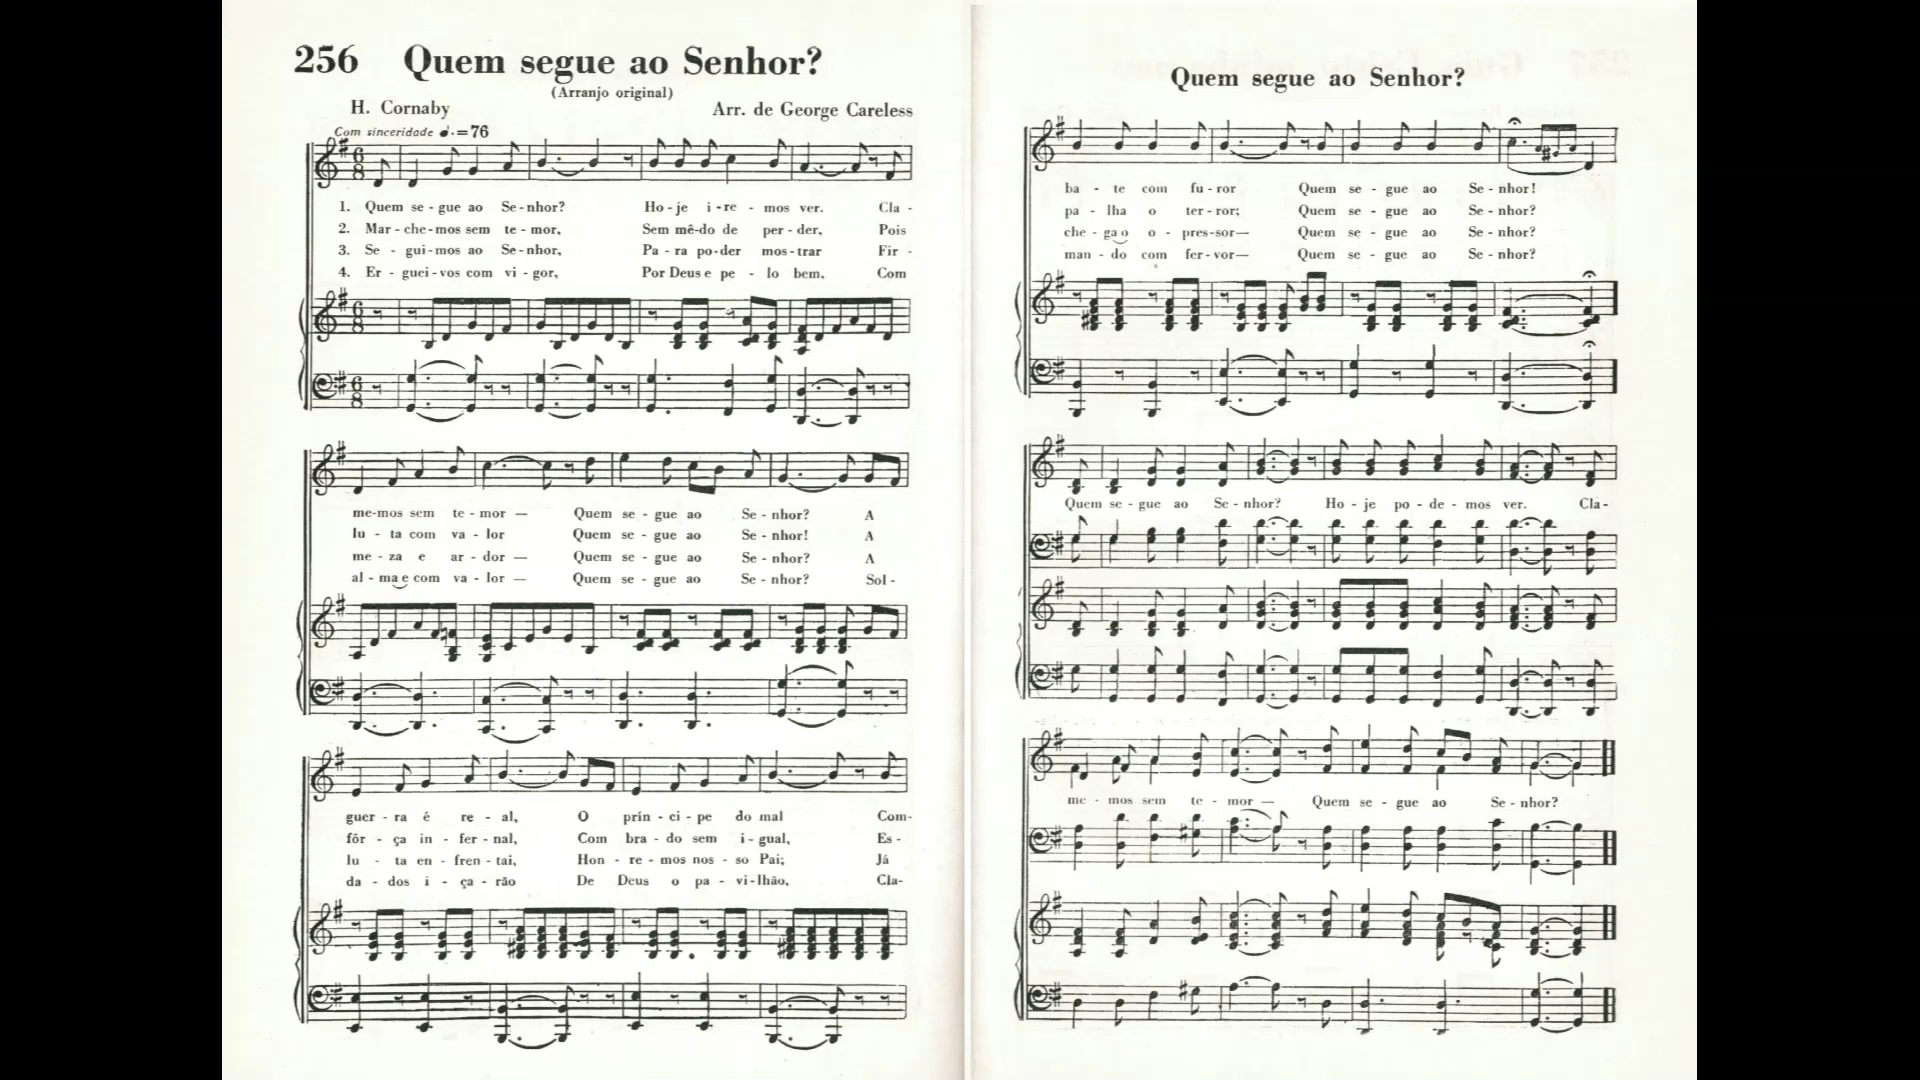 256 Quem segue ao Senhor?
(Arranjo original)
H. Cornaby Arr. de George Careless
Com sinceridade ♩. = 76
1. Quem se - gue ao Se - nhor? Ho - je i - re - mos ver. Cla -
2. Mar - che - mos sem te - mor, Sem mê - do de per - der, Pois
3. Se - gui - mos ao Se - nhor, Pa - ra po - der mos - trar Fir -
4. Er - guei - vos com vi - gor, Por Deus e pe - lo bem, Com
me - mos sem te - mor — Quem se - gue ao Se - nhor? A
lu - ta com va - lor Quem se - gue ao Se - nhor! A
me - za e ar - dor — Quem se - gue ao Se - nhor? A
al - ma e com va - lor — Quem se - gue ao Se - nhor? Sol -
guer - ra é re - al, O prín - ci - pe do mal Com-
fôr - ça in - fer - nal, Com bra - do sem i - gual, Es -
lu - ta en - fren - tai, Hon - re - mos nos - so Pai; Já
da - dos i - ça - rão De Deus o pa - vi - lhão, Cla-
Quem segue ao Senhor?
ba - te com fu - ror Quem se - gue ao Se - nhor!
pa - lha o ter - ror; Quem se - gue ao Se - nhor?
che - ga o o - pres - sor — Quem se - gue ao Se - nhor?
man - do com fer - vor — Quem se - gue ao Se - nhor?
Quem se - gue ao Se - nhor? Ho - je po - de - mos ver. Cla-
me - mos sem te - mor — Quem se - gue ao Se - nhor?